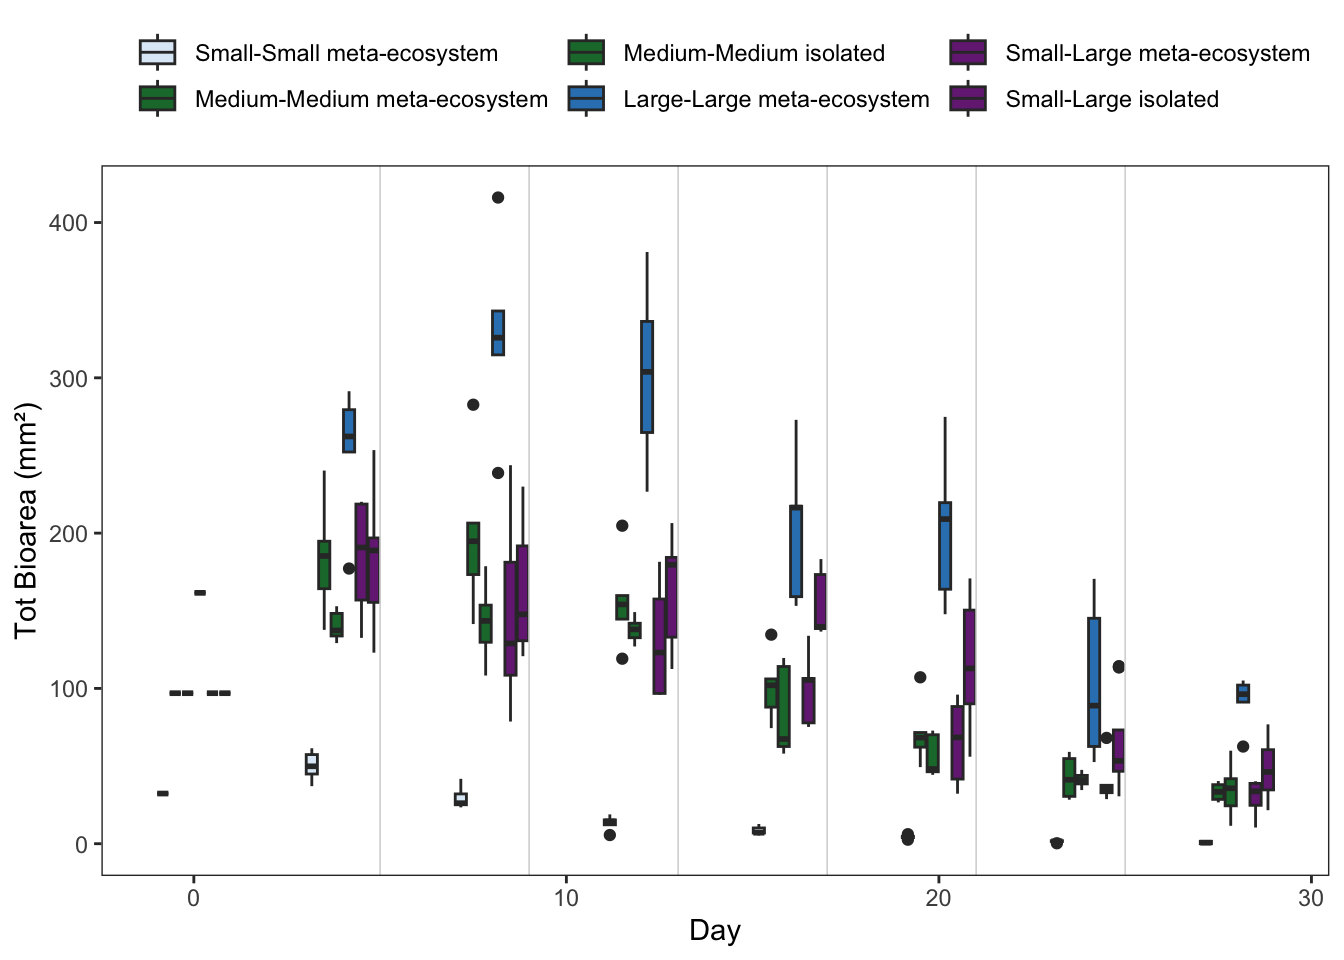 Small-Small meta-ecosystem Medium-Medium isolated Small-Large meta-ecosystem
Medium-Medium meta-ecosystem Large-Large meta-ecosystem Small-Large isolated
400
300
200
100
0
Tot Bioarea (mm²)
0 10 20 30
Day